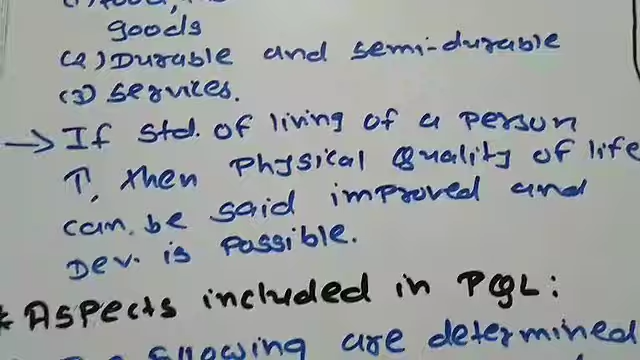 goods
(2) Durable and semi-durable
(3) services.
→ If Std. of living of a person
↑, then Physical Quality of life
can be said improved and
Dev. is Possible.
* Aspects included in PQL:
are determined